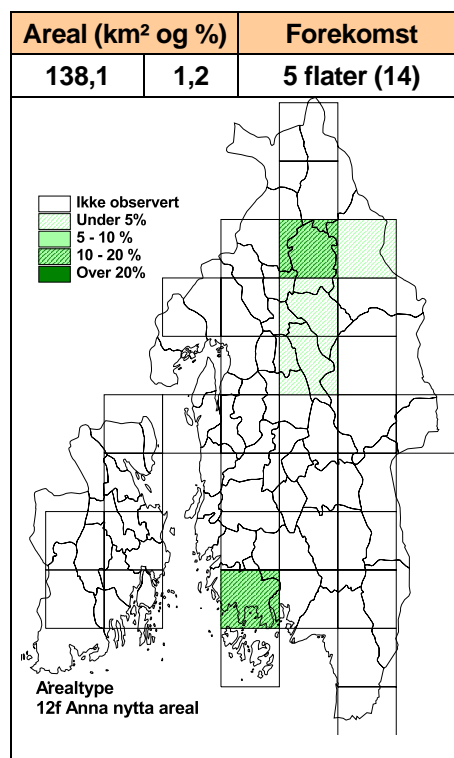 Areal (km² og %) Forekomst
138,1 1,2 5 flater (14)
Ikke observert
Under 5%
5 - 10 %
10 - 20 %
Over 20%
Arealtype
12f Anna nytta areal